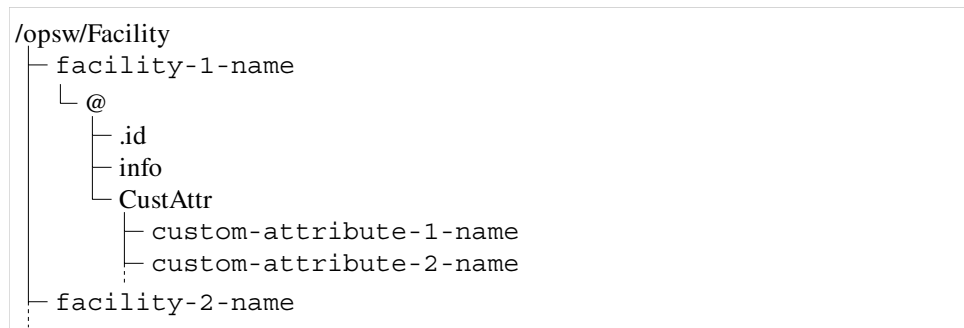 /opsw/Facility
facility-1-name
@
.id
info
CustAttr
custom-attribute-1-name
custom-attribute-2-name
facility-2-name